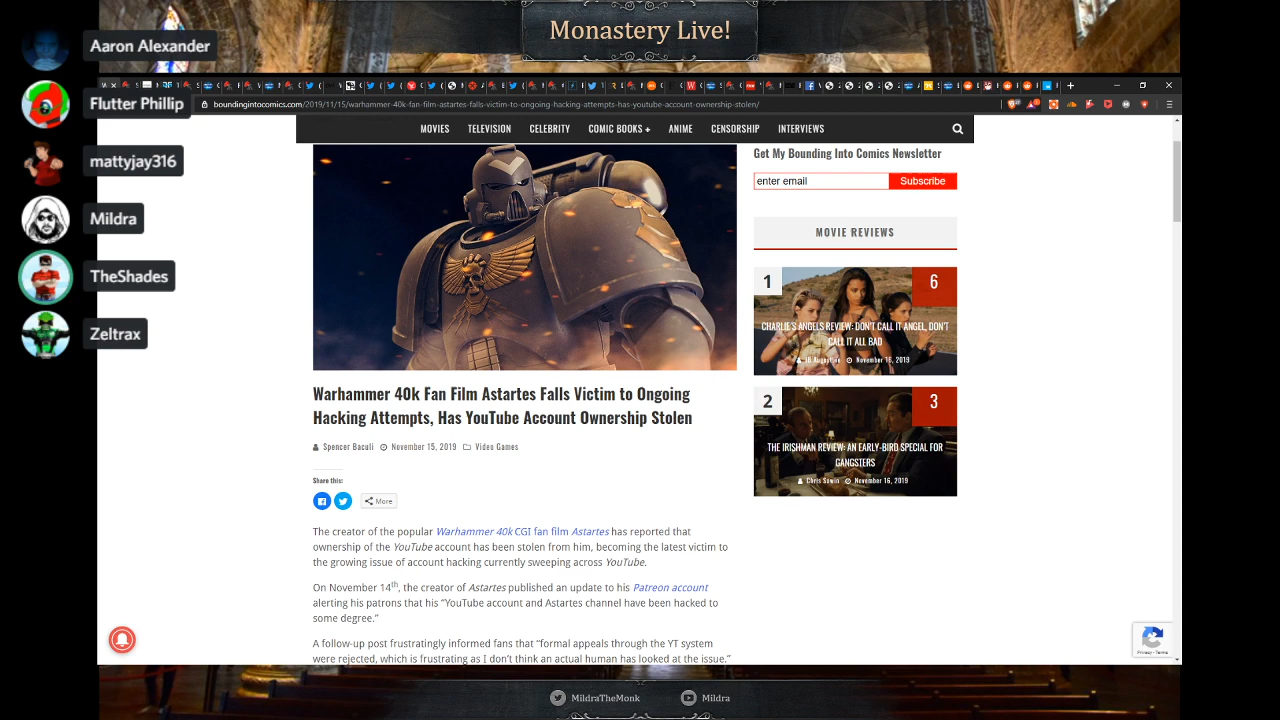 Monastery Live!
Aaron Alexander
Flutter Phillip
mattyjay316
Mildra
TheShades
Zeltrax
boundingintocomics.com/2019/11/15/warhammer-40k-fan-film-astartes-falls-victim-to-ongoing-hacking-attempts-has-youtube-account-ownership-stolen/
MOVIES TELEVISION CELEBRITY COMIC BOOKS + ANIME CENSORSHIP INTERVIEWS
Warhammer 40k Fan Film Astartes Falls Victim to Ongoing
Hacking Attempts, Has YouTube Account Ownership Stolen
Spencer Baculi November 15, 2019 Video Games
Share this:
More
The creator of the popular Warhammer 40k CGI fan film Astartes has reported that
ownership of the YouTube account has been stolen from him, becoming the latest victim to
the growing issue of account hacking currently sweeping across YouTube.
On November 14th, the creator of Astartes published an update to his Patreon account
alerting his patrons that his “YouTube account and Astartes channel have been hacked to
some degree.”
A follow-up post frustratingly informed fans that “formal appeals through the YT system
were rejected, which is frustrating as I don’t think an actual human has looked at the issue.”
Get My Bounding Into Comics Newsletter
enter email Subscribe
MOVIE REVIEWS
1 6
CHARLIE'S ANGELS REVIEW: DON'T CALL IT ANGEL, DON'T
CALL IT ALL BAD
November 16, 2019
2 3
THE IRISHMAN REVIEW: AN EARLY-BIRD SPECIAL FOR
GANGSTERS
Chris Sawin November 16, 2019
Privacy - Terms
MildraTheMonk Mildra